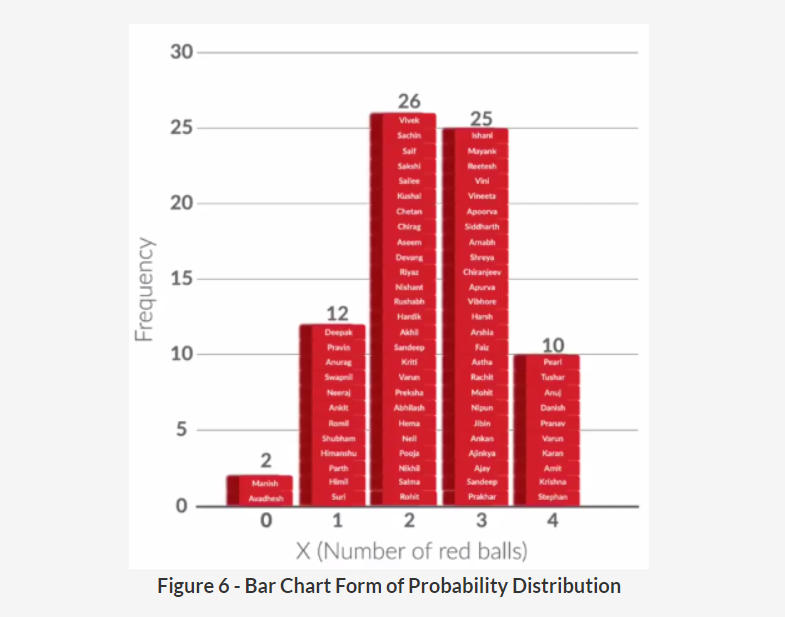 30
25
20
15
10
5
0
Frequency
2
Manish
Avadhesh
12
Deepak
Pravin
Anurag
Swapnil
Neeraj
Ankit
Romil
Shubham
Himanshu
Parth
Himil
Suri
26
Vivek
Sachin
Saif
Sakshi
Sailee
Kushal
Chetan
Chirag
Aseem
Devang
Riyaz
Nishant
Rushabh
Hardik
Akhil
Sandeep
Kriti
Varun
Preksha
Abhilash
Hema
Neil
Pooja
Nikhil
Salma
Rohit
25
Ishani
Mayank
Reetesh
Vini
Vineeta
Apoorva
Siddharth
Arnabh
Shreya
Chiranjeev
Apurva
Vibhore
Harsh
Arshia
Faiz
Astha
Rachit
Mohit
Nipun
Jibin
Ankan
Ajinkya
Ajay
Sandeep
Prakhar
10
Pearl
Tushar
Anuj
Danish
Pranav
Varun
Karan
Amit
Krishna
Stephan
0 1 2 3 4
X (Number of red balls)
Figure 6 - Bar Chart Form of Probability Distribution